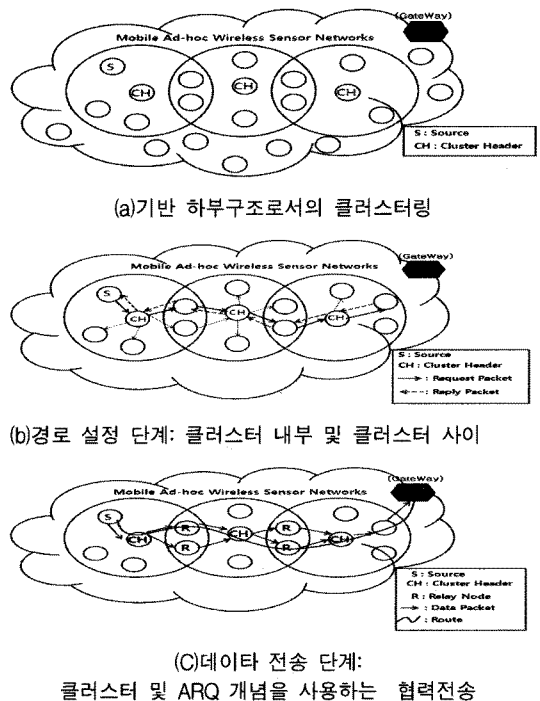 (GateWay)
Mobile Ad-hoc Wireless Sensor Networks
S
CH
CH
CH
S : Source
CH : Cluster Header
(a)기반 하부구조로서의 클러스터링
(GateWay)
Mobile Ad-hoc Wireless Sensor Networks
S
CH
CH
CH
S : Source
CH : Cluster Header
: Request Packet
: Reply Packet
(b)경로 설정 단계: 클러스터 내부 및 클러스터 사이
(GateWay)
Mobile Ad-hoc Wireless Sensor Networks
S
R
CH
CH
R
R
R
CH
S : Source
CH : Cluster Header
R : Relay Node
: Data Packet
: Route
(C)데이타 전송 단계:
클러스터 및 ARQ 개념을 사용하는 협력전송